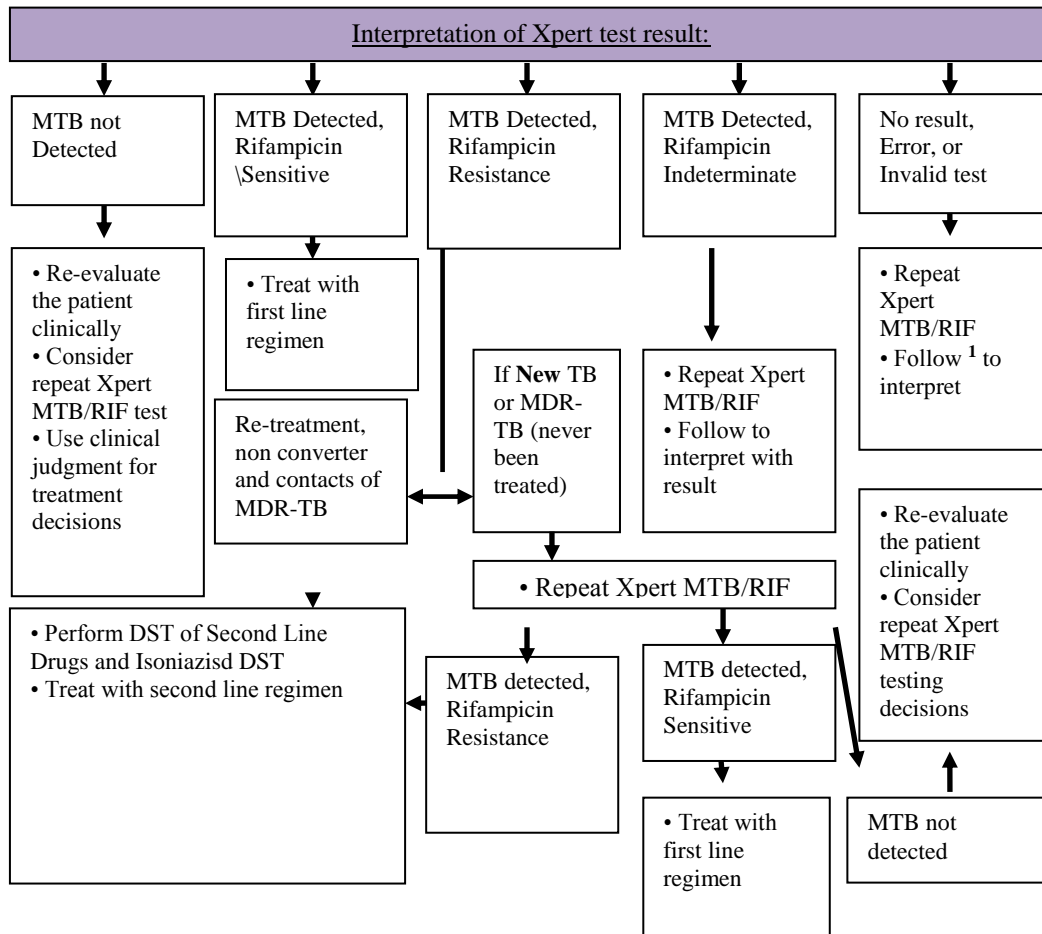 Interpretation of Xpert test result:
MTB not
Detected
MTB Detected,
Rifampicin
\Sensitive
MTB Detected,
Rifampicin
Resistance
MTB Detected,
Rifampicin
Indeterminate
No result,
Error, or
Invalid test
• Re-evaluate
the patient
clinically
• Consider
repeat Xpert
MTB/RIF test
• Use clinical
judgment for
treatment
decisions
• Treat with
first line
regimen
Re-treatment,
non converter
and contacts of
MDR-TB
If New TB
or MDR-
TB (never
been
treated)
• Repeat Xpert
MTB/RIF
• Follow to
interpret with
result
• Repeat
Xpert
MTB/RIF
• Follow 1 to
interpret
• Repeat Xpert MTB/RIF
• Re-evaluate
the patient
clinically
• Consider
repeat Xpert
MTB/RIF
testing
decisions
• Perform DST of Second Line
Drugs and Isoniazisd DST
• Treat with second line regimen
MTB detected,
Rifampicin
Resistance
MTB detected,
Rifampicin
Sensitive
• Treat with
first line
regimen
MTB not
detected